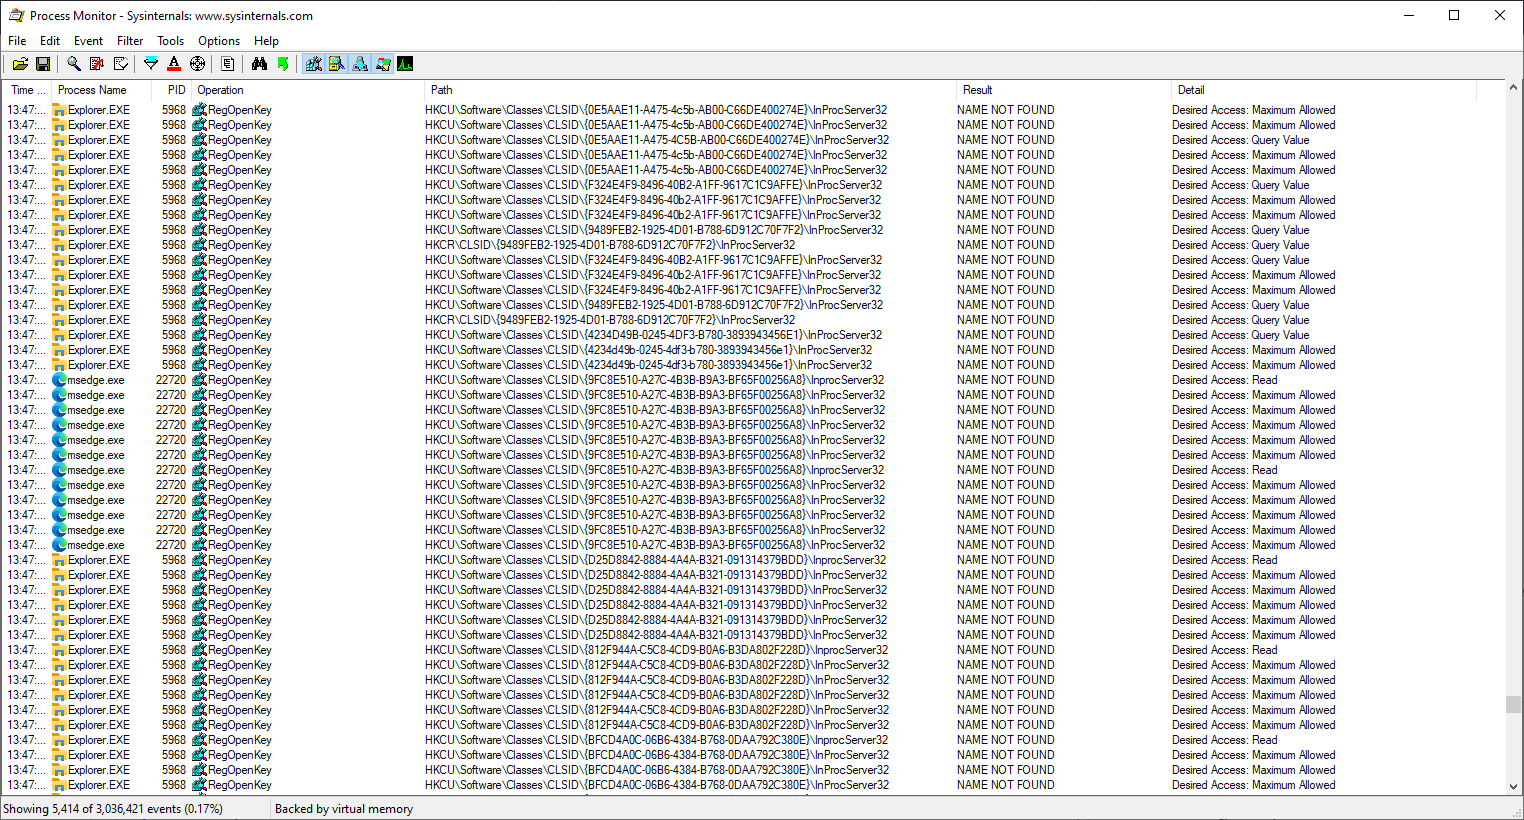 Process Monitor - Sysinternals: www.sysinternals.com
File Edit Event Filter Tools Options Help
Time ... Process Name PID Operation Path Result Detail
13:47:... Explorer.EXE 5968 RegOpenKey HKCU\Software\Classes\CLSID\{0E5AAE11-A475-4c5b-AB00-C66DE400274E}\InProcServer32 NAME NOT FOUND Desired Access: Maximum Allowed
13:47:... Explorer.EXE 5968 RegOpenKey HKCU\Software\Classes\CLSID\{0E5AAE11-A475-4c5b-AB00-C66DE400274E}\InProcServer32 NAME NOT FOUND Desired Access: Maximum Allowed
13:47:... Explorer.EXE 5968 RegOpenKey HKCU\Software\Classes\CLSID\{0E5AAE11-A475-4C5B-AB00-C66DE400274E}\InProcServer32 NAME NOT FOUND Desired Access: Query Value
13:47:... Explorer.EXE 5968 RegOpenKey HKCU\Software\Classes\CLSID\{0E5AAE11-A475-4c5b-AB00-C66DE400274E}\InProcServer32 NAME NOT FOUND Desired Access: Maximum Allowed
13:47:... Explorer.EXE 5968 RegOpenKey HKCU\Software\Classes\CLSID\{0E5AAE11-A475-4c5b-AB00-C66DE400274E}\InProcServer32 NAME NOT FOUND Desired Access: Maximum Allowed
13:47:... Explorer.EXE 5968 RegOpenKey HKCU\Software\Classes\CLSID\{F324E4F9-8496-40B2-A1FF-9617C1C9AFFE}\InProcServer32 NAME NOT FOUND Desired Access: Query Value
13:47:... Explorer.EXE 5968 RegOpenKey HKCU\Software\Classes\CLSID\{F324E4F9-8496-40b2-A1FF-9617C1C9AFFE}\InProcServer32 NAME NOT FOUND Desired Access: Maximum Allowed
13:47:... Explorer.EXE 5968 RegOpenKey HKCU\Software\Classes\CLSID\{F324E4F9-8496-40b2-A1FF-9617C1C9AFFE}\InProcServer32 NAME NOT FOUND Desired Access: Maximum Allowed
13:47:... Explorer.EXE 5968 RegOpenKey HKCU\Software\Classes\CLSID\{9489FEB2-1925-4D01-B788-6D912C70F7F2}\InProcServer32 NAME NOT FOUND Desired Access: Query Value
13:47:... Explorer.EXE 5968 RegOpenKey HKCR\CLSID\{9489FEB2-1925-4D01-B788-6D912C70F7F2}\InProcServer32 NAME NOT FOUND Desired Access: Query Value
13:47:... Explorer.EXE 5968 RegOpenKey HKCU\Software\Classes\CLSID\{F324E4F9-8496-40b2-A1FF-9617C1C9AFFE}\InProcServer32 NAME NOT FOUND Desired Access: Query Value
13:47:... Explorer.EXE 5968 RegOpenKey HKCU\Software\Classes\CLSID\{F324E4F9-8496-40b2-A1FF-9617C1C9AFFE}\InProcServer32 NAME NOT FOUND Desired Access: Maximum Allowed
13:47:... Explorer.EXE 5968 RegOpenKey HKCU\Software\Classes\CLSID\{F324E4F9-8496-40b2-A1FF-9617C1C9AFFE}\InProcServer32 NAME NOT FOUND Desired Access: Maximum Allowed
13:47:... Explorer.EXE 5968 RegOpenKey HKCU\Software\Classes\CLSID\{9489FEB2-1925-4D01-B788-6D912C70F7F2}\InProcServer32 NAME NOT FOUND Desired Access: Query Value
13:47:... Explorer.EXE 5968 RegOpenKey HKCR\CLSID\{9489FEB2-1925-4D01-B788-6D912C70F7F2}\InProcServer32 NAME NOT FOUND Desired Access: Query Value
13:47:... Explorer.EXE 5968 RegOpenKey HKCU\Software\Classes\CLSID\{4234D49B-0245-4DF3-B780-3893943456E1}\InProcServer32 NAME NOT FOUND Desired Access: Query Value
13:47:... Explorer.EXE 5968 RegOpenKey HKCU\Software\Classes\CLSID\{4234d49b-0245-4df3-b780-3893943456e1}\InProcServer32 NAME NOT FOUND Desired Access: Maximum Allowed
13:47:... Explorer.EXE 5968 RegOpenKey HKCU\Software\Classes\CLSID\{4234d49b-0245-4df3-b780-3893943456e1}\InProcServer32 NAME NOT FOUND Desired Access: Maximum Allowed
13:47:... msedge.exe 22720 RegOpenKey HKCU\Software\Classes\CLSID\{9FC8E510-A27C-4B3B-B9A3-BF65F00256A8}\InprocServer32 NAME NOT FOUND Desired Access: Read
13:47:... msedge.exe 22720 RegOpenKey HKCU\Software\Classes\CLSID\{9FC8E510-A27C-4B3B-B9A3-BF65F00256A8}\InProcServer32 NAME NOT FOUND Desired Access: Maximum Allowed
13:47:... msedge.exe 22720 RegOpenKey HKCU\Software\Classes\CLSID\{9FC8E510-A27C-4B3B-B9A3-BF65F00256A8}\InProcServer32 NAME NOT FOUND Desired Access: Maximum Allowed
13:47:... msedge.exe 22720 RegOpenKey HKCU\Software\Classes\CLSID\{9FC8E510-A27C-4B3B-B9A3-BF65F00256A8}\InProcServer32 NAME NOT FOUND Desired Access: Maximum Allowed
13:47:... msedge.exe 22720 RegOpenKey HKCU\Software\Classes\CLSID\{9FC8E510-A27C-4B3B-B9A3-BF65F00256A8}\InProcServer32 NAME NOT FOUND Desired Access: Maximum Allowed
13:47:... msedge.exe 22720 RegOpenKey HKCU\Software\Classes\CLSID\{9FC8E510-A27C-4B3B-B9A3-BF65F00256A8}\InProcServer32 NAME NOT FOUND Desired Access: Maximum Allowed
13:47:... msedge.exe 22720 RegOpenKey HKCU\Software\Classes\CLSID\{9FC8E510-A27C-4B3B-B9A3-BF65F00256A8}\InprocServer32 NAME NOT FOUND Desired Access: Read
13:47:... msedge.exe 22720 RegOpenKey HKCU\Software\Classes\CLSID\{9FC8E510-A27C-4B3B-B9A3-BF65F00256A8}\InProcServer32 NAME NOT FOUND Desired Access: Maximum Allowed
13:47:... msedge.exe 22720 RegOpenKey HKCU\Software\Classes\CLSID\{9FC8E510-A27C-4B3B-B9A3-BF65F00256A8}\InProcServer32 NAME NOT FOUND Desired Access: Maximum Allowed
13:47:... msedge.exe 22720 RegOpenKey HKCU\Software\Classes\CLSID\{9FC8E510-A27C-4B3B-B9A3-BF65F00256A8}\InProcServer32 NAME NOT FOUND Desired Access: Maximum Allowed
13:47:... msedge.exe 22720 RegOpenKey HKCU\Software\Classes\CLSID\{9FC8E510-A27C-4B3B-B9A3-BF65F00256A8}\InProcServer32 NAME NOT FOUND Desired Access: Maximum Allowed
13:47:... msedge.exe 22720 RegOpenKey HKCU\Software\Classes\CLSID\{9FC8E510-A27C-4B3B-B9A3-BF65F00256A8}\InProcServer32 NAME NOT FOUND Desired Access: Maximum Allowed
13:47:... Explorer.EXE 5968 RegOpenKey HKCU\Software\Classes\CLSID\{D25D8842-8884-4A4A-B321-091314379BDD}\InprocServer32 NAME NOT FOUND Desired Access: Read
13:47:... Explorer.EXE 5968 RegOpenKey HKCU\Software\Classes\CLSID\{D25D8842-8884-4A4A-B321-091314379BDD}\InProcServer32 NAME NOT FOUND Desired Access: Maximum Allowed
13:47:... Explorer.EXE 5968 RegOpenKey HKCU\Software\Classes\CLSID\{D25D8842-8884-4A4A-B321-091314379BDD}\InProcServer32 NAME NOT FOUND Desired Access: Maximum Allowed
13:47:... Explorer.EXE 5968 RegOpenKey HKCU\Software\Classes\CLSID\{D25D8842-8884-4A4A-B321-091314379BDD}\InProcServer32 NAME NOT FOUND Desired Access: Maximum Allowed
13:47:... Explorer.EXE 5968 RegOpenKey HKCU\Software\Classes\CLSID\{D25D8842-8884-4A4A-B321-091314379BDD}\InProcServer32 NAME NOT FOUND Desired Access: Maximum Allowed
13:47:... Explorer.EXE 5968 RegOpenKey HKCU\Software\Classes\CLSID\{D25D8842-8884-4A4A-B321-091314379BDD}\InProcServer32 NAME NOT FOUND Desired Access: Maximum Allowed
13:47:... Explorer.EXE 5968 RegOpenKey HKCU\Software\Classes\CLSID\{812F944A-C5C8-4CD9-B0A6-B3DA802F228D}\InprocServer32 NAME NOT FOUND Desired Access: Read
13:47:... Explorer.EXE 5968 RegOpenKey HKCU\Software\Classes\CLSID\{812F944A-C5C8-4CD9-B0A6-B3DA802F228D}\InProcServer32 NAME NOT FOUND Desired Access: Maximum Allowed
13:47:... Explorer.EXE 5968 RegOpenKey HKCU\Software\Classes\CLSID\{812F944A-C5C8-4CD9-B0A6-B3DA802F228D}\InProcServer32 NAME NOT FOUND Desired Access: Maximum Allowed
13:47:... Explorer.EXE 5968 RegOpenKey HKCU\Software\Classes\CLSID\{812F944A-C5C8-4CD9-B0A6-B3DA802F228D}\InProcServer32 NAME NOT FOUND Desired Access: Maximum Allowed
13:47:... Explorer.EXE 5968 RegOpenKey HKCU\Software\Classes\CLSID\{812F944A-C5C8-4CD9-B0A6-B3DA802F228D}\InProcServer32 NAME NOT FOUND Desired Access: Maximum Allowed
13:47:... Explorer.EXE 5968 RegOpenKey HKCU\Software\Classes\CLSID\{812F944A-C5C8-4CD9-B0A6-B3DA802F228D}\InProcServer32 NAME NOT FOUND Desired Access: Maximum Allowed
13:47:... Explorer.EXE 5968 RegOpenKey HKCU\Software\Classes\CLSID\{BFCD4A0C-06B6-4384-B768-0DAA792C380E}\InprocServer32 NAME NOT FOUND Desired Access: Read
13:47:... Explorer.EXE 5968 RegOpenKey HKCU\Software\Classes\CLSID\{BFCD4A0C-06B6-4384-B768-0DAA792C380E}\InProcServer32 NAME NOT FOUND Desired Access: Maximum Allowed
13:47:... Explorer.EXE 5968 RegOpenKey HKCU\Software\Classes\CLSID\{BFCD4A0C-06B6-4384-B768-0DAA792C380E}\InProcServer32 NAME NOT FOUND Desired Access: Maximum Allowed
13:47:... Explorer.EXE 5968 RegOpenKey HKCU\Software\Classes\CLSID\{BFCD4A0C-06B6-4384-B768-0DAA792C380E}\InProcServer32 NAME NOT FOUND Desired Access: Maximum Allowed
Showing 5,414 of 3,036,421 events (0.17%) Backed by virtual memory